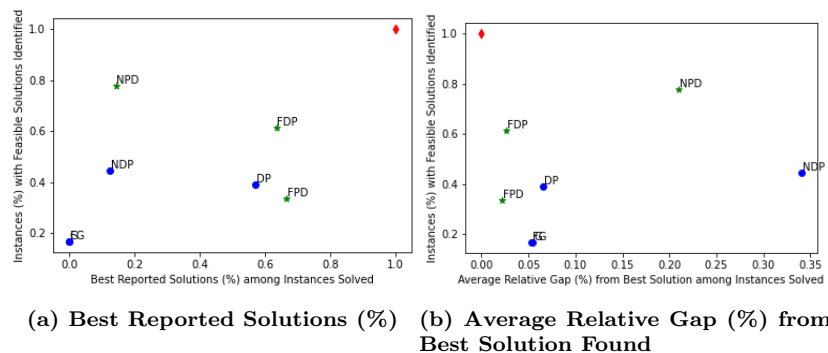 1.0
0.8
0.6
0.4
0.2
Instances (%) with Feasible Solutions Identified
NPD
FDP
NDP
DP
FPD
0.0 0.2 0.4 0.6 0.8 1.0
Best Reported Solutions (%) among Instances Solved
(a) Best Reported Solutions (%)
1.0
0.8
0.6
0.4
0.2
Instances (%) with Feasible Solutions Identified
NPD
FDP
NDP
DP
FPD
0.00 0.05 0.10 0.15 0.20 0.25 0.30 0.35
Average Relative Gap (%) from Best Solution among Instances Solved
(b) Average Relative Gap (%) from
Best Solution Found